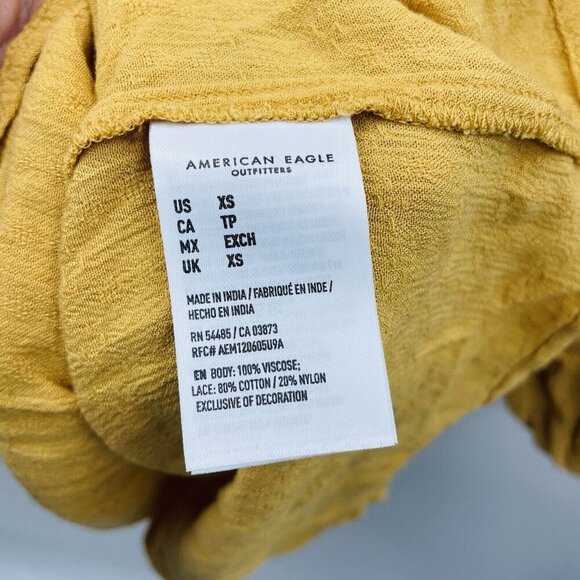 AMERICAN EAGLE
OUTFITTERS
US XS
CA TP
MX EXCH
UK XS
MADE IN INDIA / FABRIQUÉ EN INDE /
HECHO EN INDIA
RN 54485 / CA 03873
RFC# AEM120605U9A
EN BODY: 100% VISCOSE;
LACE: 80% COTTON / 20% NYLON
EXCLUSIVE OF DECORATION